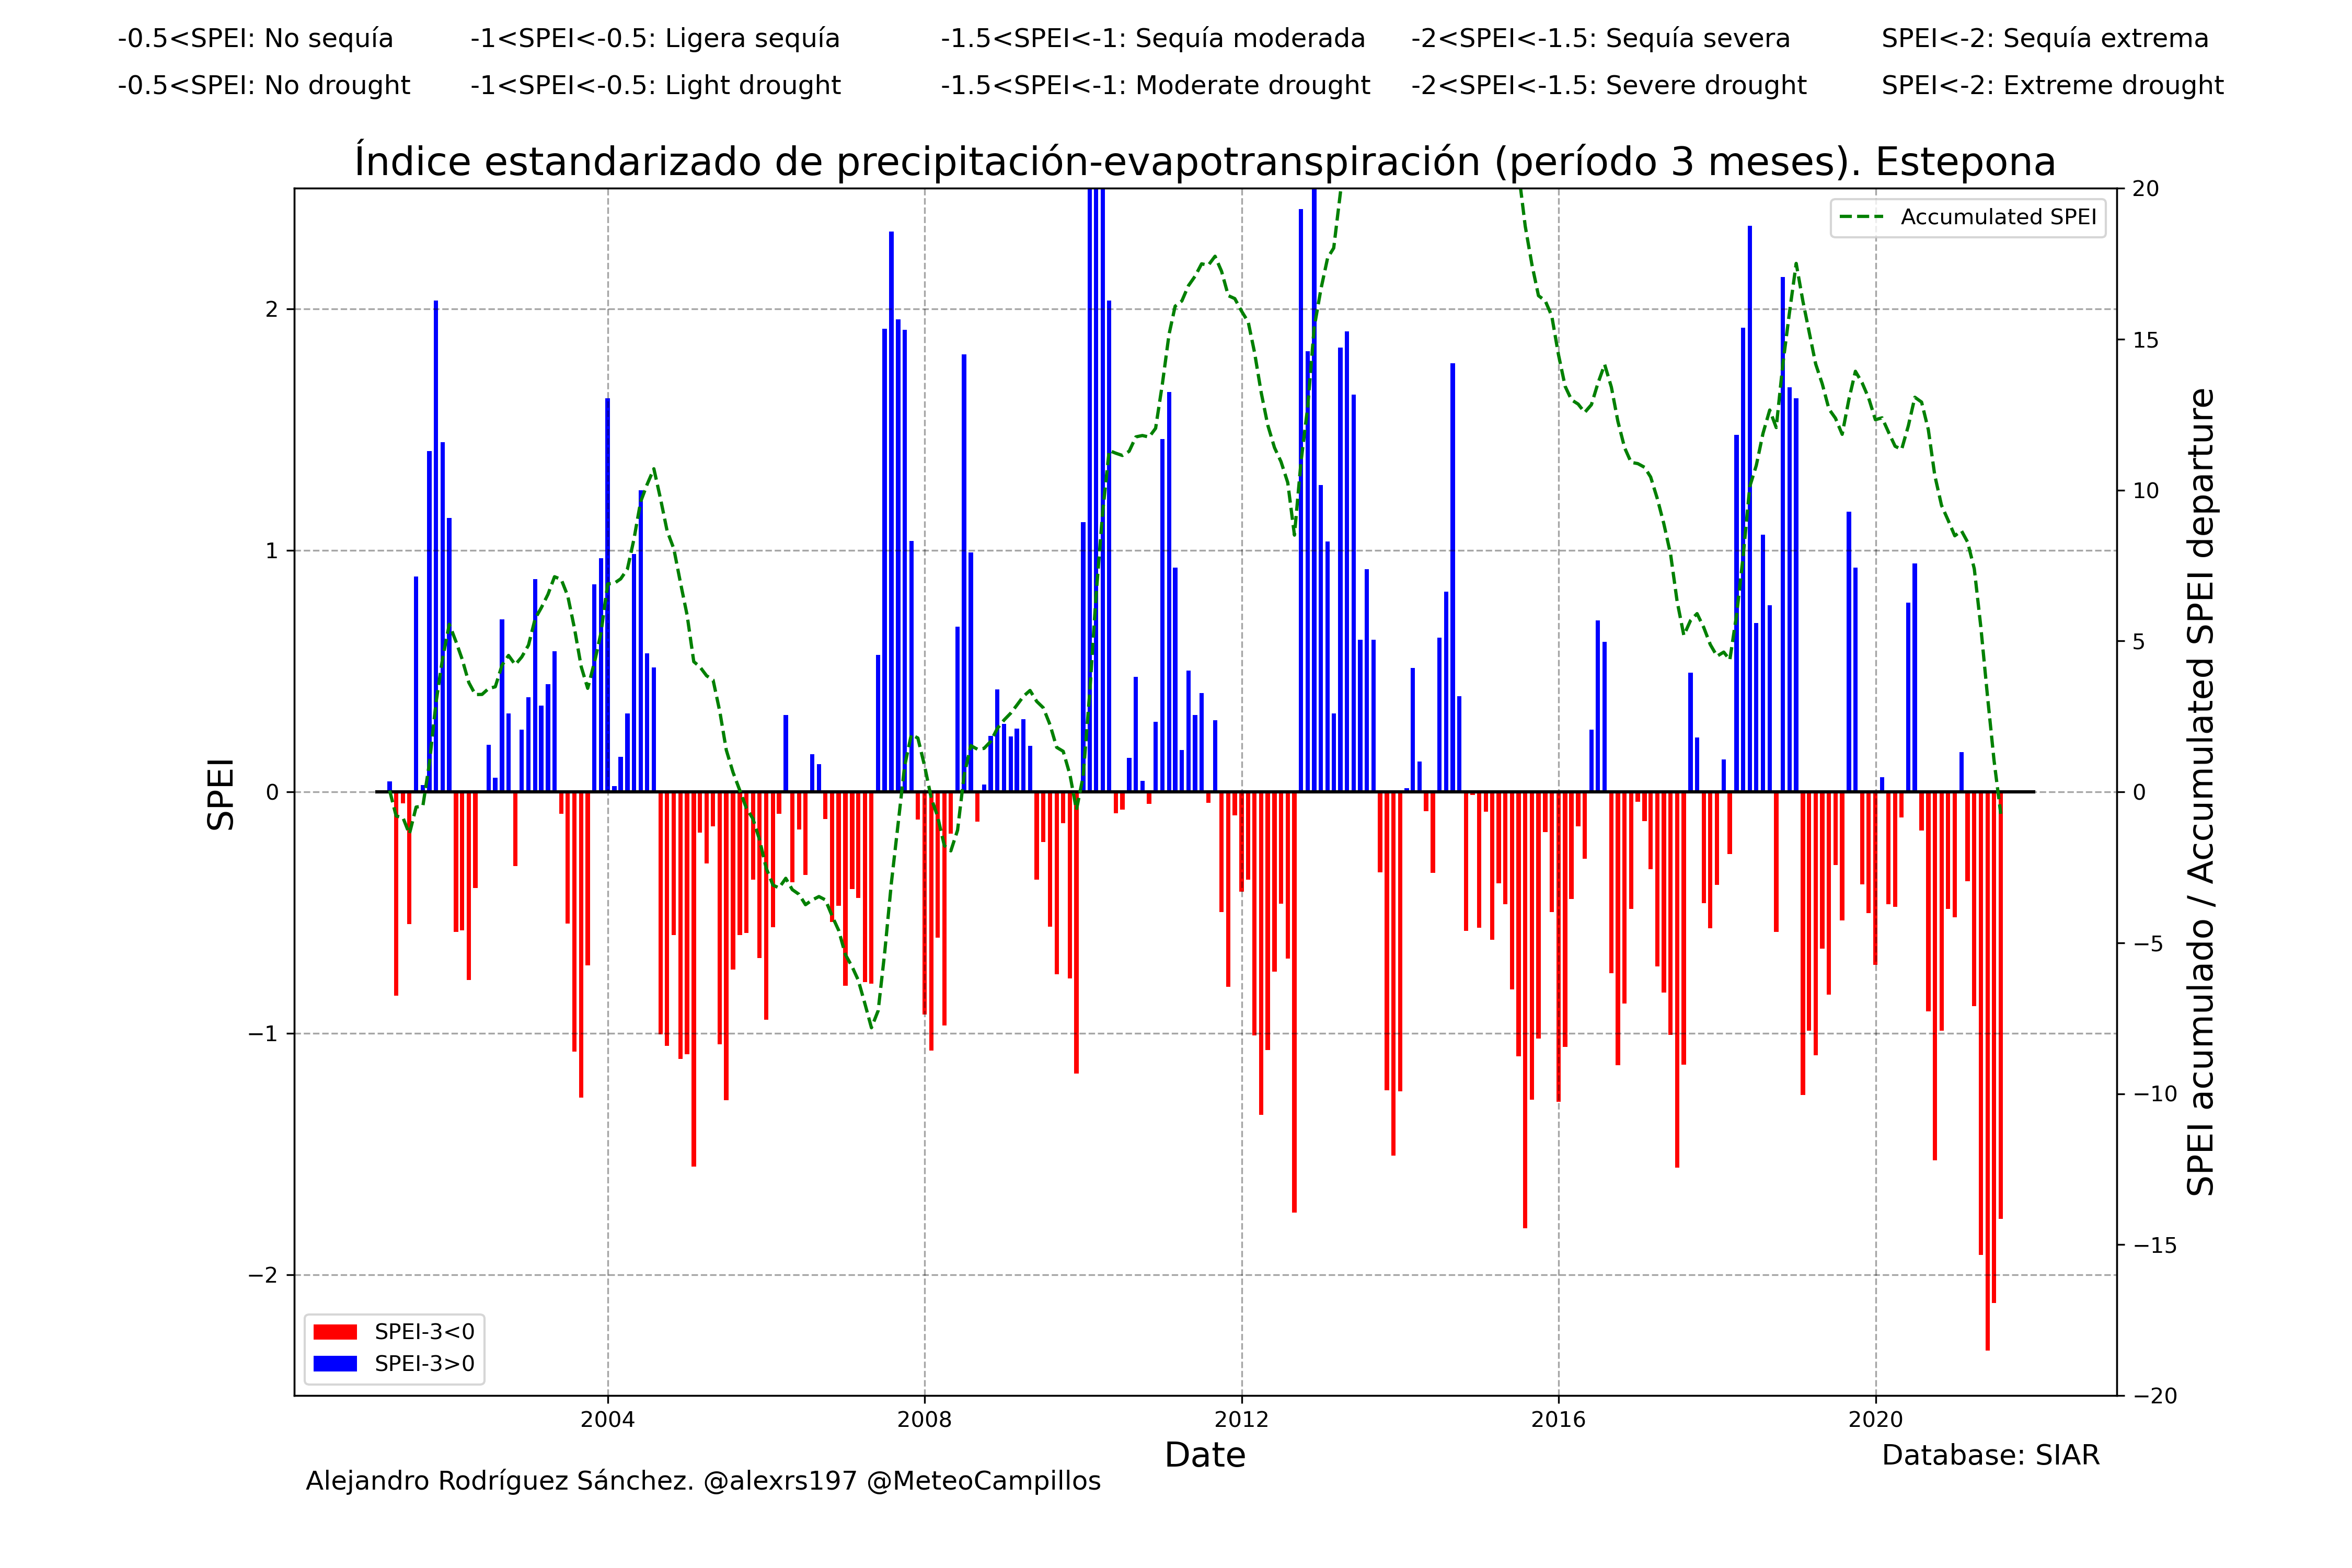 -0.5<SPEI: No sequía -1<SPEI<-0.5: Ligera sequía -1.5<SPEI<-1: Sequía moderada -2<SPEI<-1.5: Sequía severa SPEI<-2: Sequía extrema
-0.5<SPEI: No drought -1<SPEI<-0.5: Light drought -1.5<SPEI<-1: Moderate drought -2<SPEI<-1.5: Severe drought SPEI<-2: Extreme drought
Índice estandarizado de precipitación-evapotranspiración (período 3 meses). Estepona
Accumulated SPEI
SPEI
2
1
0
−1
−2
20
15
10
5
0
−5
−10
−15
−20
SPEI acumulado / Accumulated SPEI departure
SPEI-3<0
SPEI-3>0
2004 2008 2012 2016 2020
Date
Database: SIAR
Alejandro Rodríguez Sánchez. @alexrs197 @MeteoCampillos